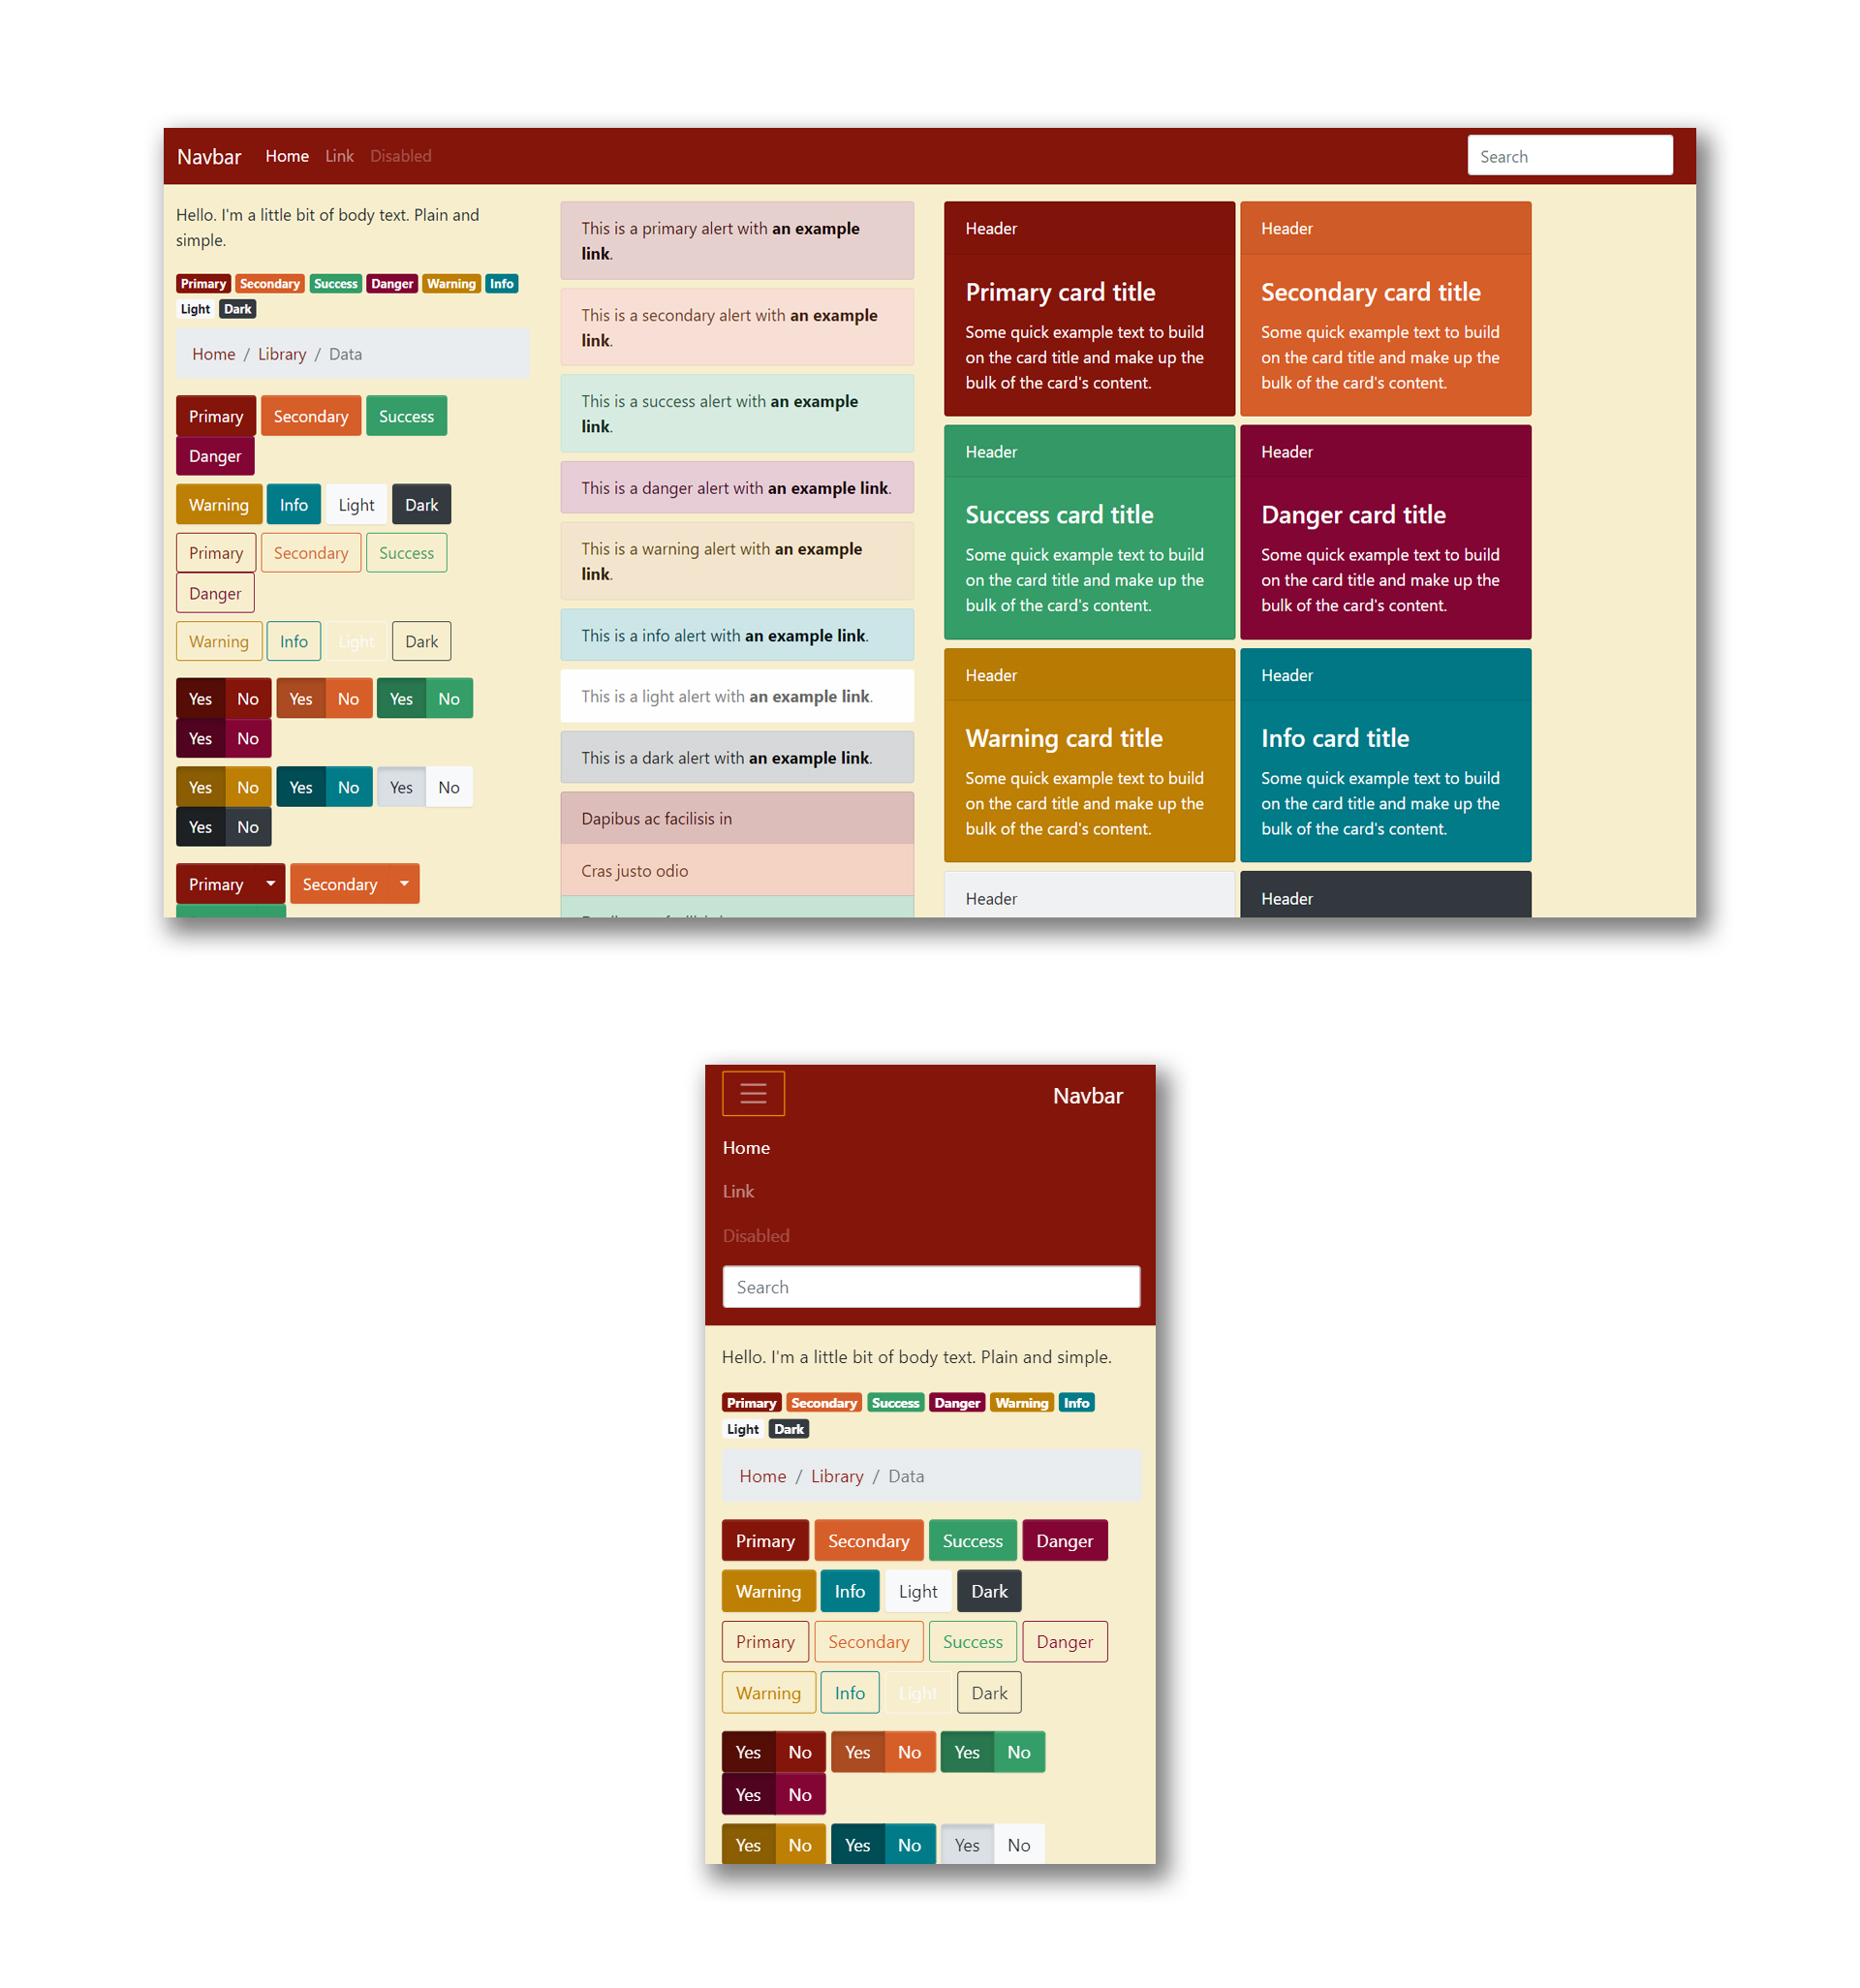 Navbar Home Link Disabled Search
Hello. I'm a little bit of body text. Plain and
simple.
Primary Secondary Success Danger Warning Info
Light Dark
Home / Library / Data
Primary Secondary Success
Danger
Warning Info Light Dark
Primary Secondary Success
Danger
Warning Info Light Dark
Yes No Yes No Yes No
Yes No
Yes No Yes No Yes No
Yes No
Primary Secondary
This is a primary alert with an example
link.
This is a secondary alert with an example
link.
This is a success alert with an example
link.
This is a danger alert with an example link.
This is a warning alert with an example
link.
This is a info alert with an example link.
This is a light alert with an example link.
This is a dark alert with an example link.
Dapibus ac facilisis in
Cras justo odio
Header
Primary card title
Some quick example text to build
on the card title and make up the
bulk of the card's content.
Header
Secondary card title
Some quick example text to build
on the card title and make up the
bulk of the card's content.
Header
Success card title
Some quick example text to build
on the card title and make up the
bulk of the card's content.
Header
Danger card title
Some quick example text to build
on the card title and make up the
bulk of the card's content.
Header
Warning card title
Some quick example text to build
on the card title and make up the
bulk of the card's content.
Header
Info card title
Some quick example text to build
on the card title and make up the
bulk of the card's content.
Header
Header
Navbar
Home
Link
Disabled
Search
Hello. I'm a little bit of body text. Plain and simple.
Primary Secondary Success Danger Warning Info
Light Dark
Home / Library / Data
Primary Secondary Success Danger
Warning Info Light Dark
Primary Secondary Success Danger
Warning Info Light Dark
Yes No Yes No Yes No
Yes No
Yes No Yes No Yes No